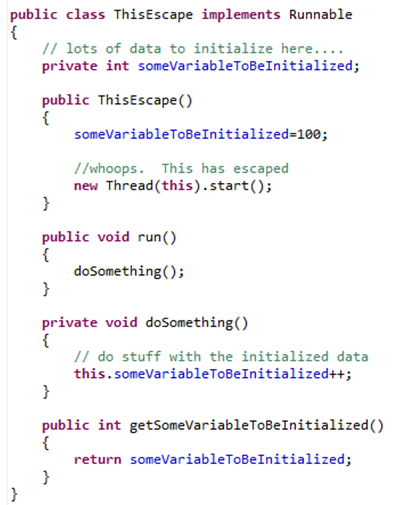 public class ThisEscape implements Runnable
{
// lots of data to initialize here....
private int someVariableToBeInitialized;
public ThisEscape()
{
someVariableToBeInitialized=100;
//whoops.  This has escaped
new Thread(this).start();
}
public void run()
{
doSomething();
}
private void doSomething()
{
// do stuff with the initialized data
this.someVariableToBeInitialized++;
}
public int getSomeVariableToBeInitialized()
{
return someVariableToBeInitialized;
}
}